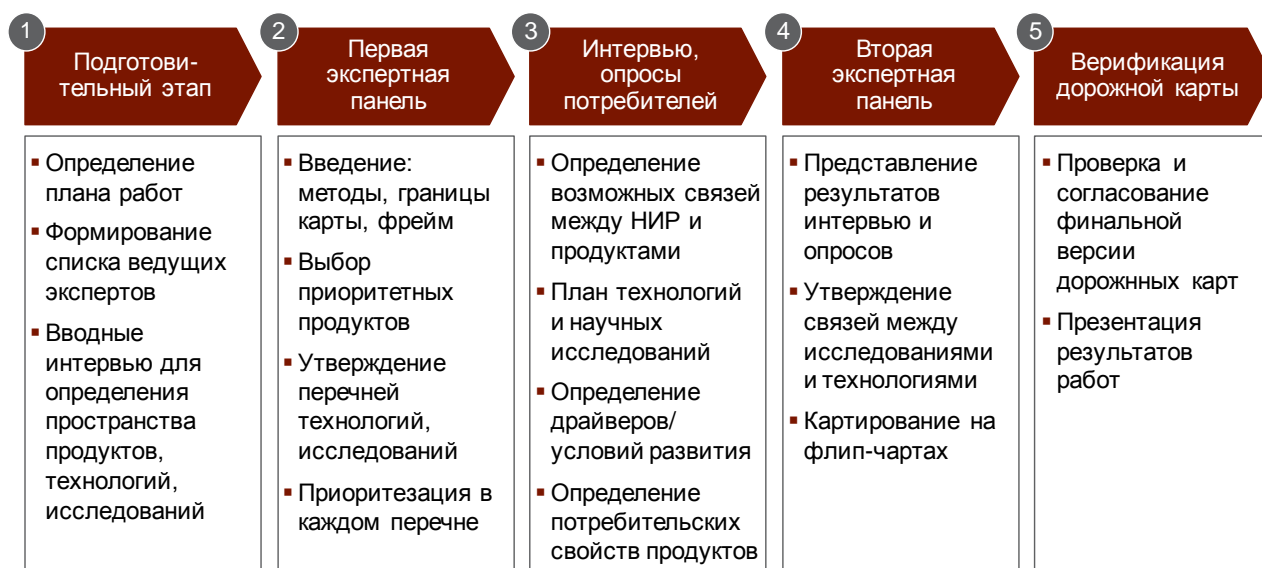 1
Подготови-
тельный этап
Определение
плана работ
Формирование
списка ведущих
экспертов
Вводные
интервью для
определения
пространства
продуктов,
технологий,
исследований
2
Первая
экспертная
панель
Введение:
методы, границы
карты, фрейм
Выбор
приоритетных
продуктов
Утверждение
перечней
технологий,
исследований
Приоритезация в
каждом перечне
3
Интервью,
опросы
потребителей
Определение
возможных связей
между НИР и
продуктами
План технологий
и научных
исследований
Определение
драйверов/
условий развития
Определение
потребительских
свойств продуктов
4
Вторая
экспертная
панель
Представление
результатов
интервью и
опросов
Утверждение
связей между
исследованиями
и технологиями
Картирование на
флип-чартах
5
Верификация
дорожной карты
Проверка и
согласование
финальной
версии
дорожнных карт
Презентация
результатов
работ